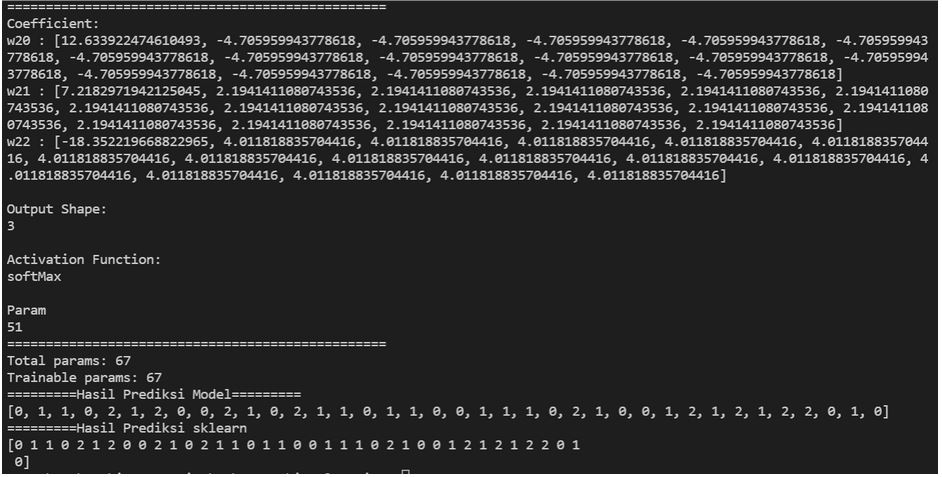 =================================================
Coefficient:
w20 : [12.633922474610493, -4.705959943778618, -4.705959943778618, -4.705959943778618, -4.705959943778618, -4.705959943
778618, -4.705959943778618, -4.705959943778618, -4.705959943778618, -4.705959943778618, -4.705959943778618, -4.70595994
3778618, -4.705959943778618, -4.705959943778618, -4.705959943778618, -4.705959943778618, -4.705959943778618]
w21 : [7.2182971942125045, 2.1941411080743536, 2.1941411080743536, 2.1941411080743536, 2.1941411080743536, 2.1941411080
743536, 2.1941411080743536, 2.1941411080743536, 2.1941411080743536, 2.1941411080743536, 2.1941411080743536, 2.194141108
0743536, 2.1941411080743536, 2.1941411080743536, 2.1941411080743536, 2.1941411080743536, 2.1941411080743536]
w22 : [-18.352219668822965, 4.011818835704416, 4.011818835704416, 4.011818835704416, 4.011818835704416, 4.0118188357044
16, 4.011818835704416, 4.011818835704416, 4.011818835704416, 4.011818835704416, 4.011818835704416, 4.011818835704416, 4
.011818835704416, 4.011818835704416, 4.011818835704416, 4.011818835704416, 4.011818835704416]
Output Shape:
3
Activation Function:
softMax
Param
51
=================================================
Total params: 67
Trainable params: 67
=========Hasil Prediksi Model=========
[0, 1, 1, 0, 2, 1, 2, 0, 0, 2, 1, 0, 2, 1, 1, 0, 1, 1, 0, 0, 1, 1, 1, 0, 2, 1, 0, 0, 1, 2, 1, 2, 1, 2, 2, 0, 1, 0]
=========Hasil Prediksi sklearn
[0 1 1 0 2 1 2 0 0 2 1 0 2 1 1 0 1 1 0 0 1 1 1 0 2 1 0 0 1 2 1 2 1 2 2 0 1
0]